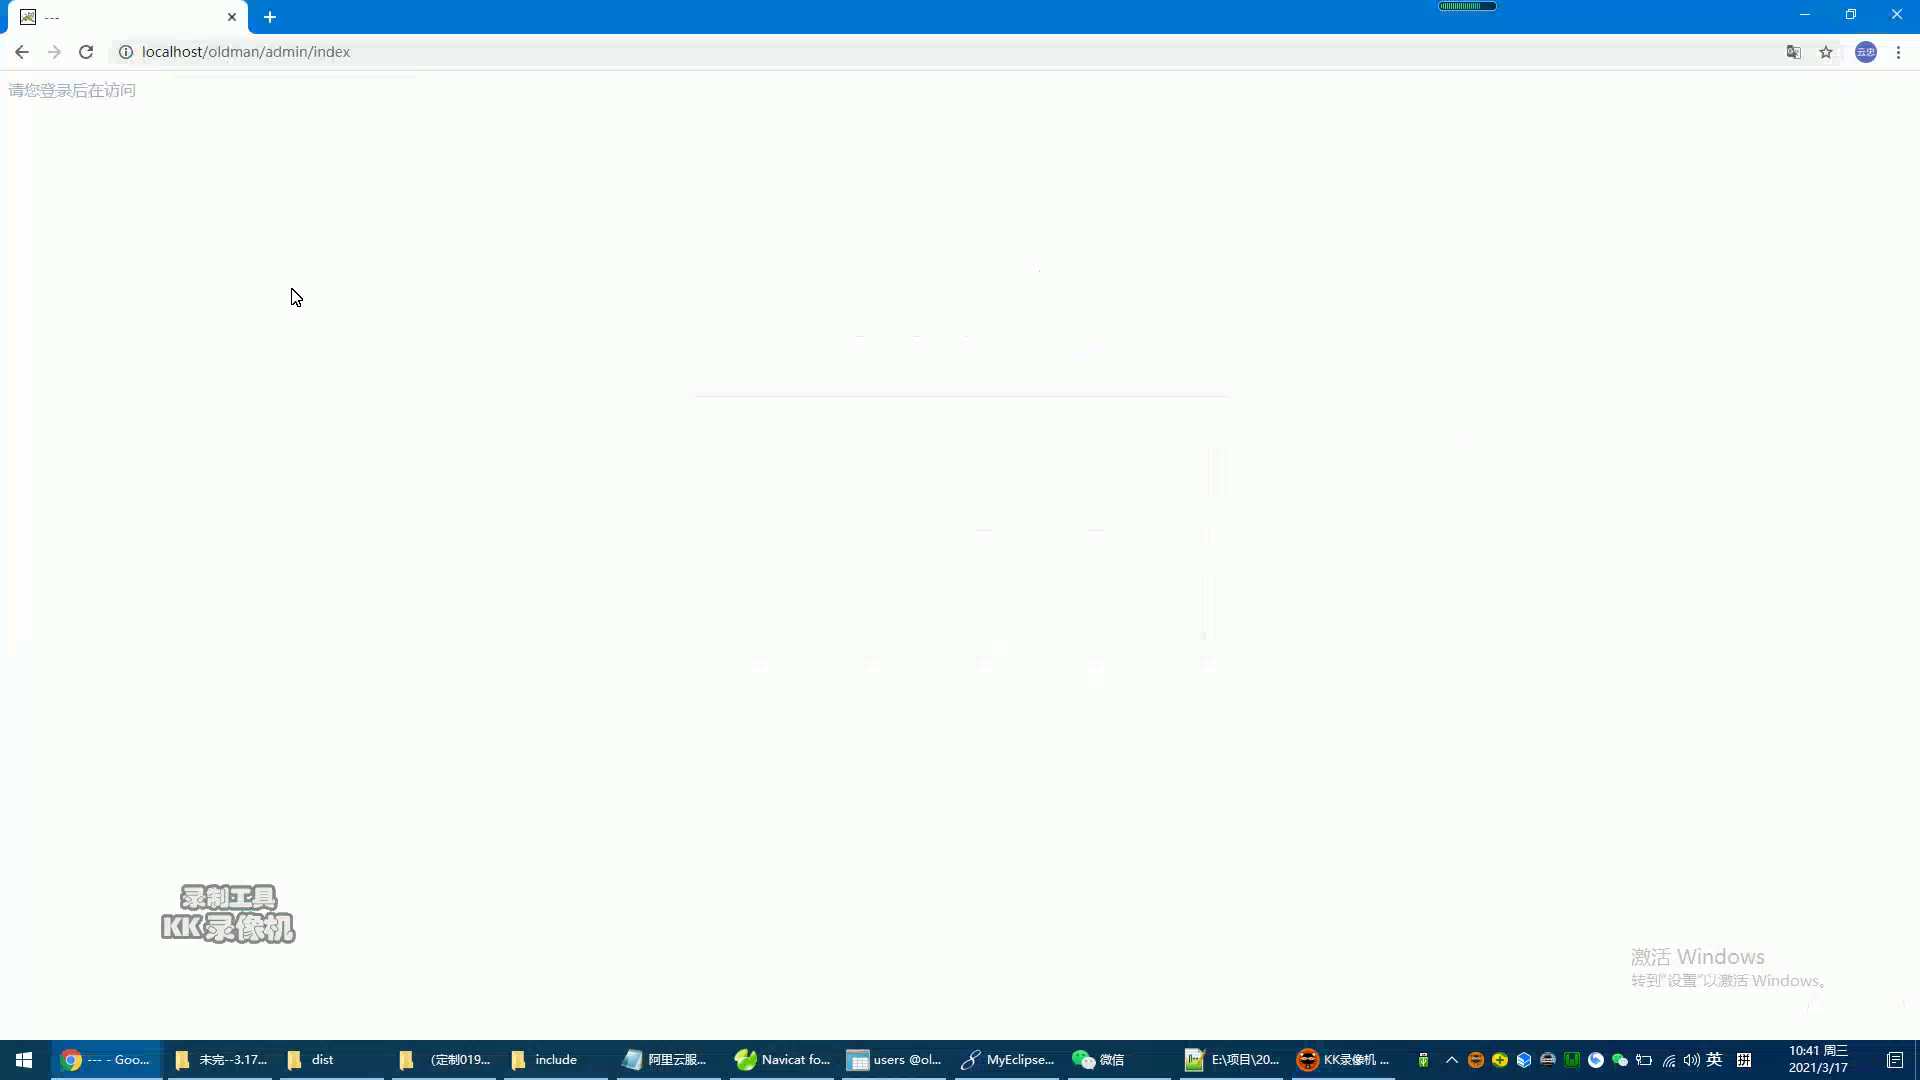 ---
localhost/oldman/admin/index
云忠
请您登录后在访问
录制工具
KK录像机
激活 Windows
转到"设置"以激活 Windows。
--- - Goo...
未完--3.17...
dist
(定制019...
include
阿里云服...
Navicat fo...
users @ol...
MyEclipse...
微信
E:\项目\20...
KK录像机 ...
英
拼
10:41 周三
2021/3/17